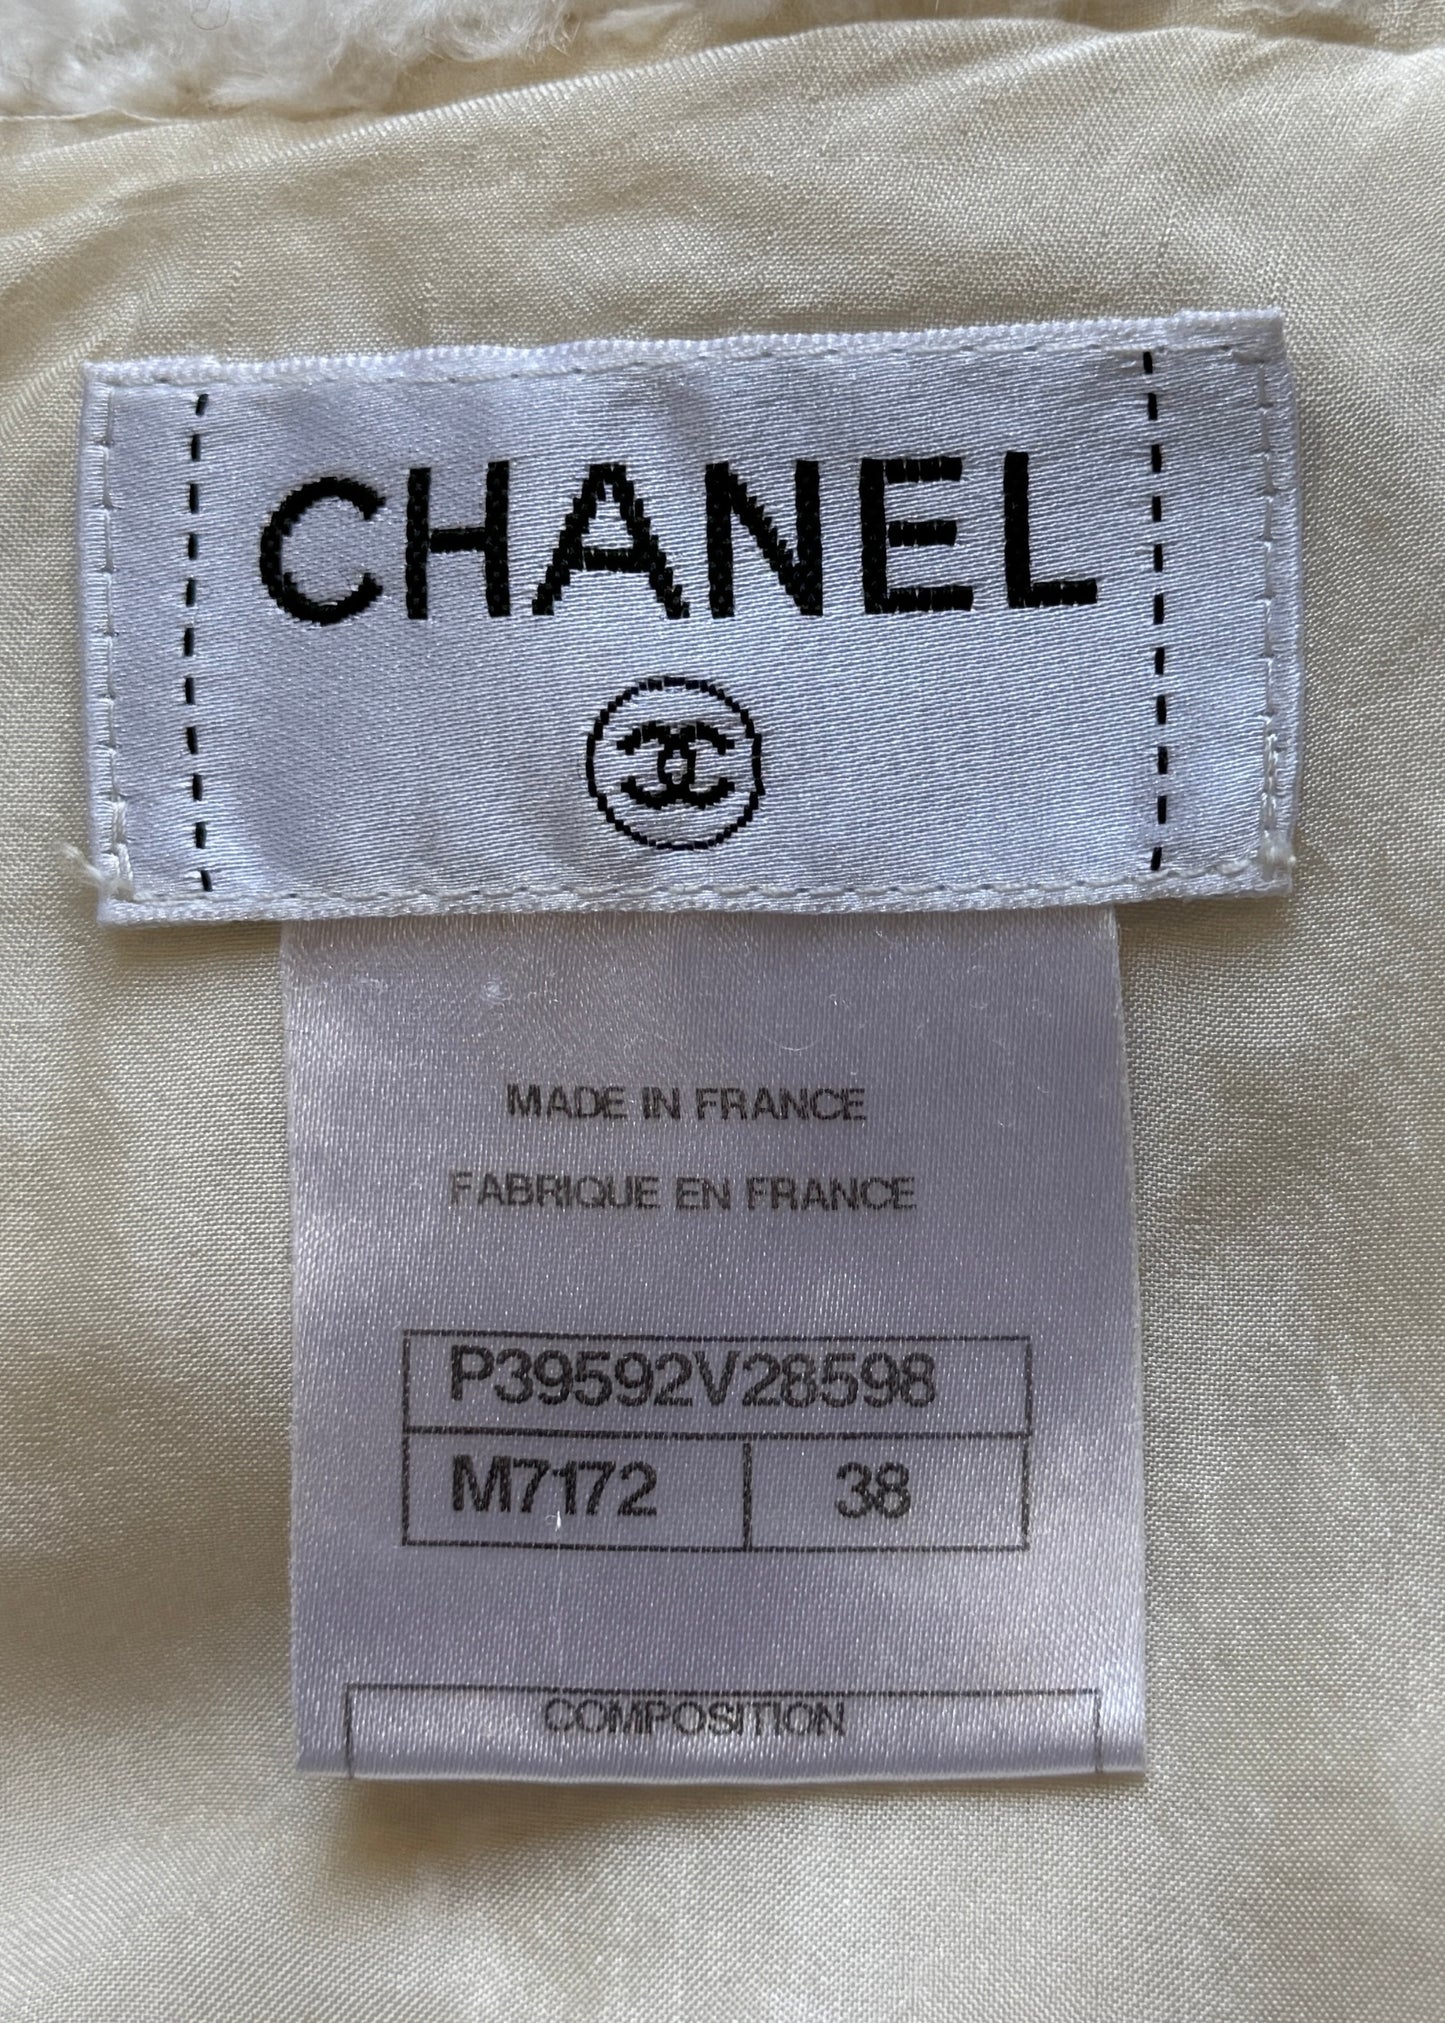 CHANEL
MADE IN FRANCE
FABRIQUE EN FRANCE
P39592V28598
M7172 38
COMPOSITION